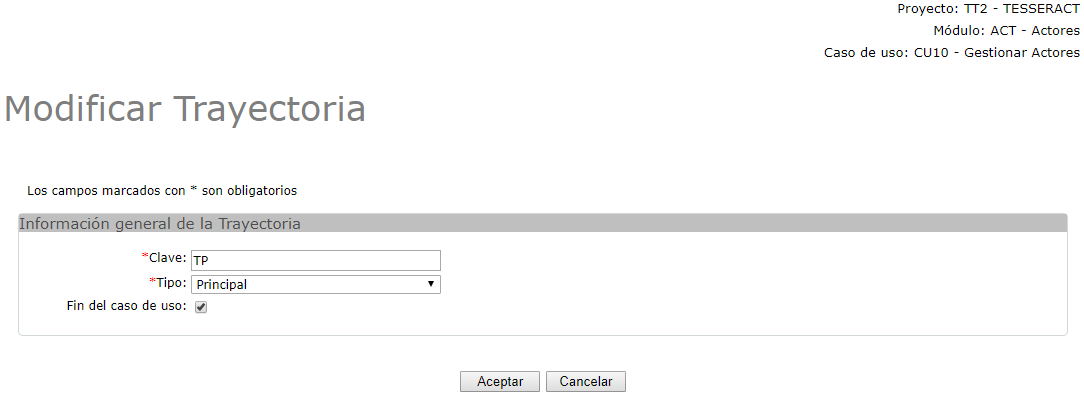 Proyecto: TT2 - TESSERACT
Módulo: ACT - Actores
Caso de uso: CU10 - Gestionar Actores
Modificar Trayectoria
Los campos marcados con * son obligatorios
Información general de la Trayectoria
*Clave: TP
*Tipo: Principal
Fin del caso de uso:
Aceptar Cancelar